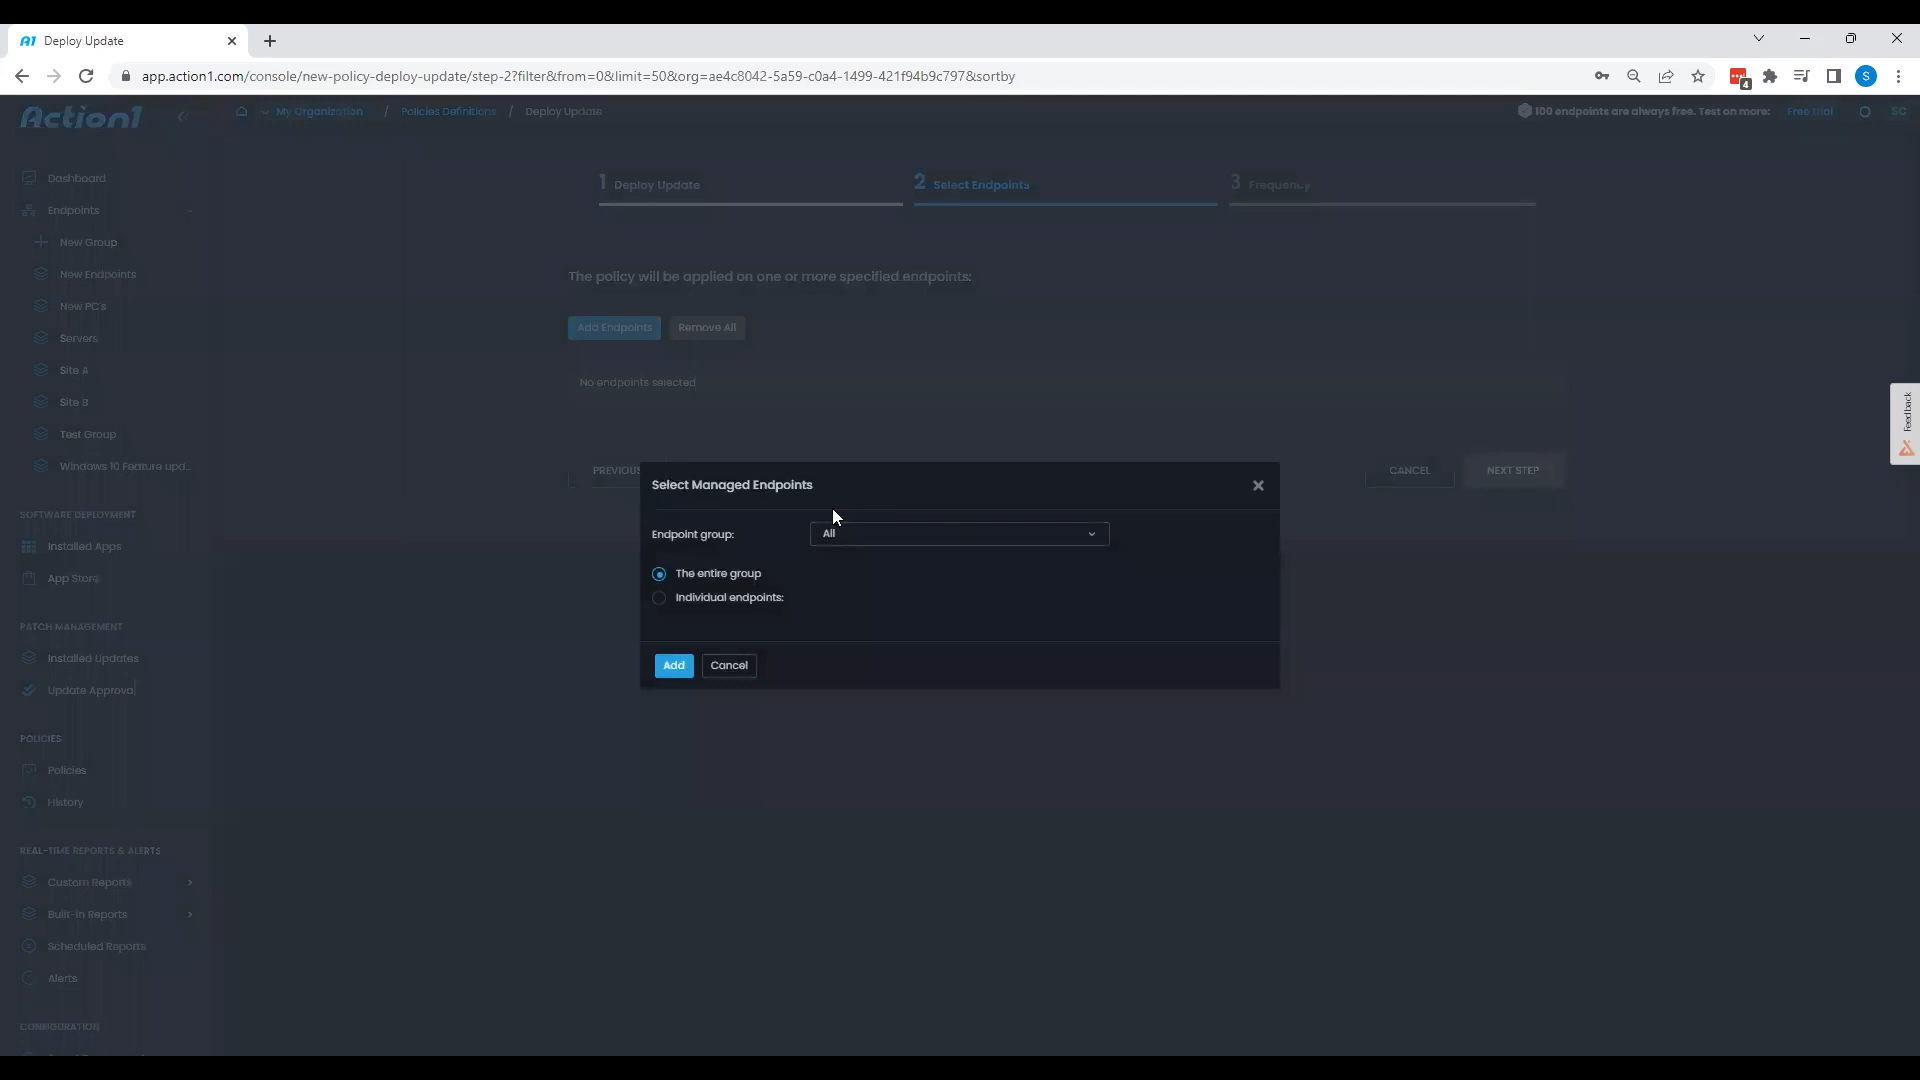 A1 Deploy Update
app.action1.com/console/new-policy-deploy-update/step-2?filter&from=0&limit=50&org=ae4c8042-5a59-c0a4-1499-421f94b9c797&sortby
4
S
Action1
My Organization / Policies Definitions / Deploy Update
100 endpoints are always free. Test on more: Free trial
SC
Dashboard
Endpoints
New Group
New Endpoints
New PC's
Servers
Site A
Site B
Test Group
Windows 10 Feature upd...
SOFTWARE DEPLOYMENT
Installed Apps
App Store
PATCH MANAGEMENT
Installed Updates
Update Approval
POLICIES
Policies
History
REAL-TIME REPORTS & ALERTS
Custom Reports
Built-in Reports
Scheduled Reports
Alerts
CONFIGURATION
1 Deploy Update
2 Select Endpoints
3 Frequency
The policy will be applied on one or more specified endpoints:
Add Endpoints
Remove All
No endpoints selected
PREVIOUS
CANCEL
NEXT STEP
Select Managed Endpoints
Endpoint group:
All
The entire group
Individual endpoints:
Add
Cancel
Feedback